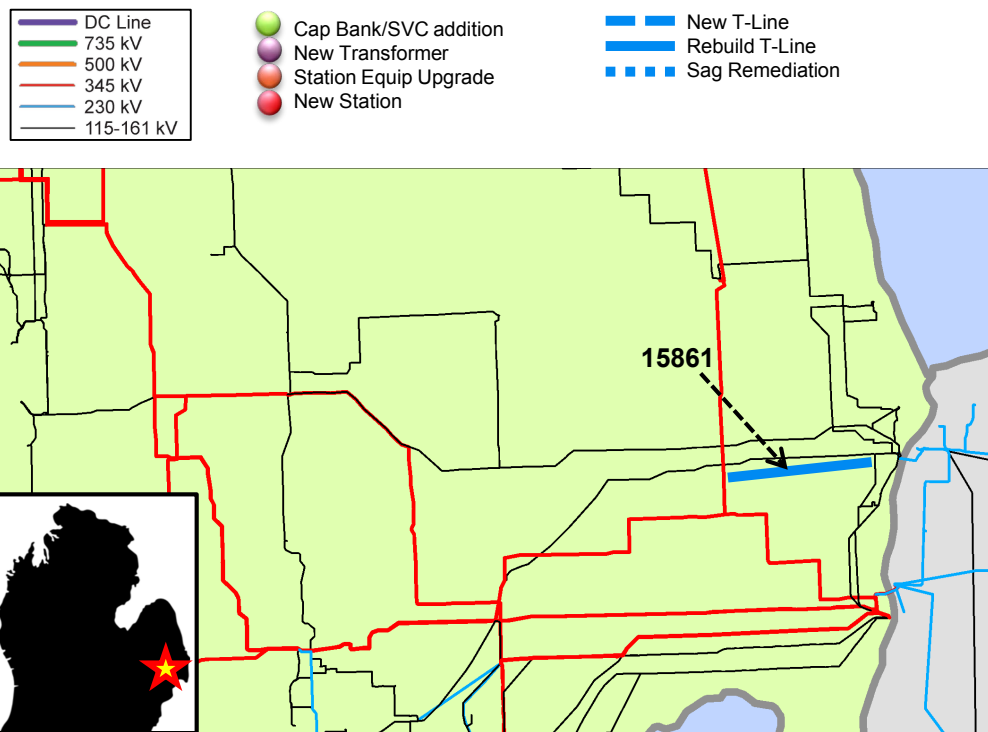 DC Line
735 kV
500 kV
345 kV
230 kV
115-161 kV
Cap Bank/SVC addition
New Transformer
Station Equip Upgrade
New Station
New T-Line
Rebuild T-Line
Sag Remediation
15861